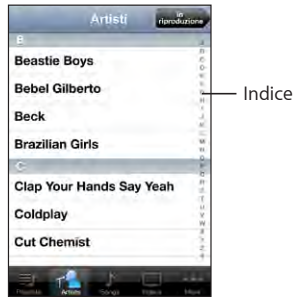 Artisti
In
riproduzione
B
Beastie Boys
Bebel Gilberto
Indice
Beck
Brazilian Girls
C
Clap Your Hands Say Yeah
Coldplay
Cut Chemist
Playlists
Artists
Songs
Videos
More